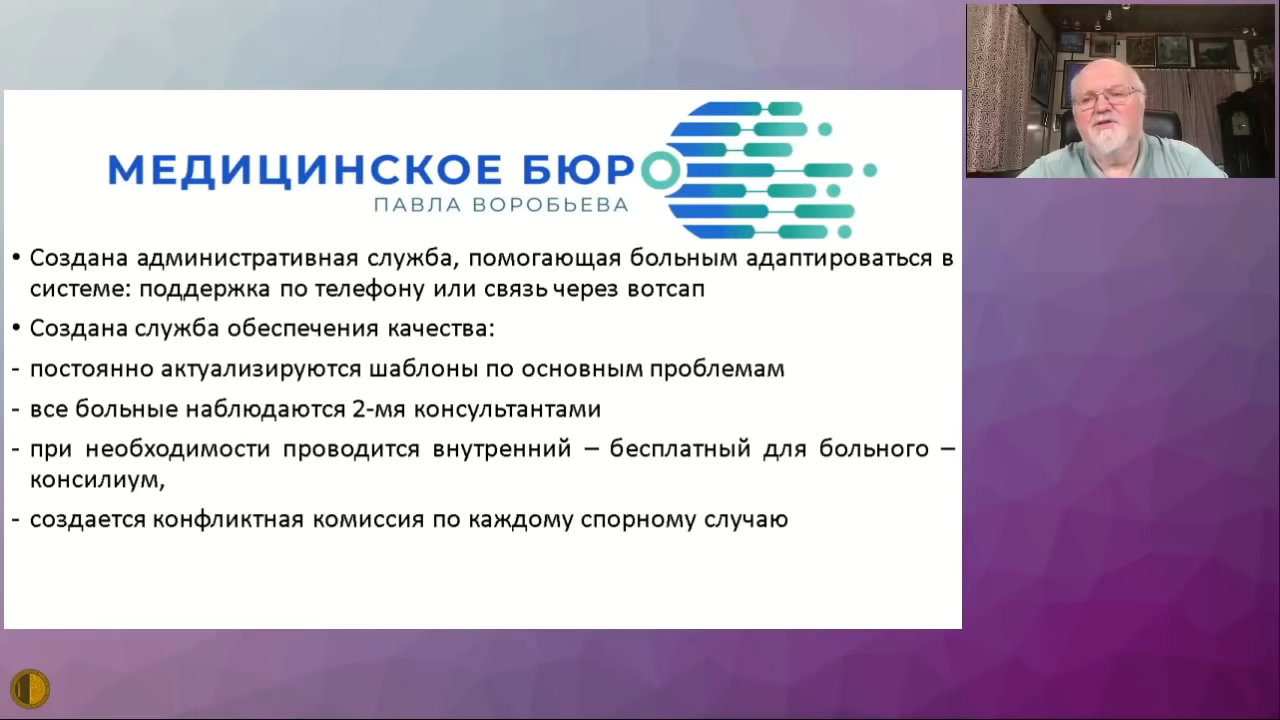 МЕДИЦИНСКОЕ БЮРО
ПАВЛА ВОРОБЬЕВА
• Создана административная служба, помогающая больным адаптироваться в
системе: поддержка по телефону или связь через вотсап
• Создана служба обеспечения качества:
- постоянно актуализируются шаблоны по основным проблемам
- все больные наблюдаются 2-мя консультантами
- при необходимости проводится внутренний – бесплатный для больного –
консилиум,
- создается конфликтная комиссия по каждому спорному случаю